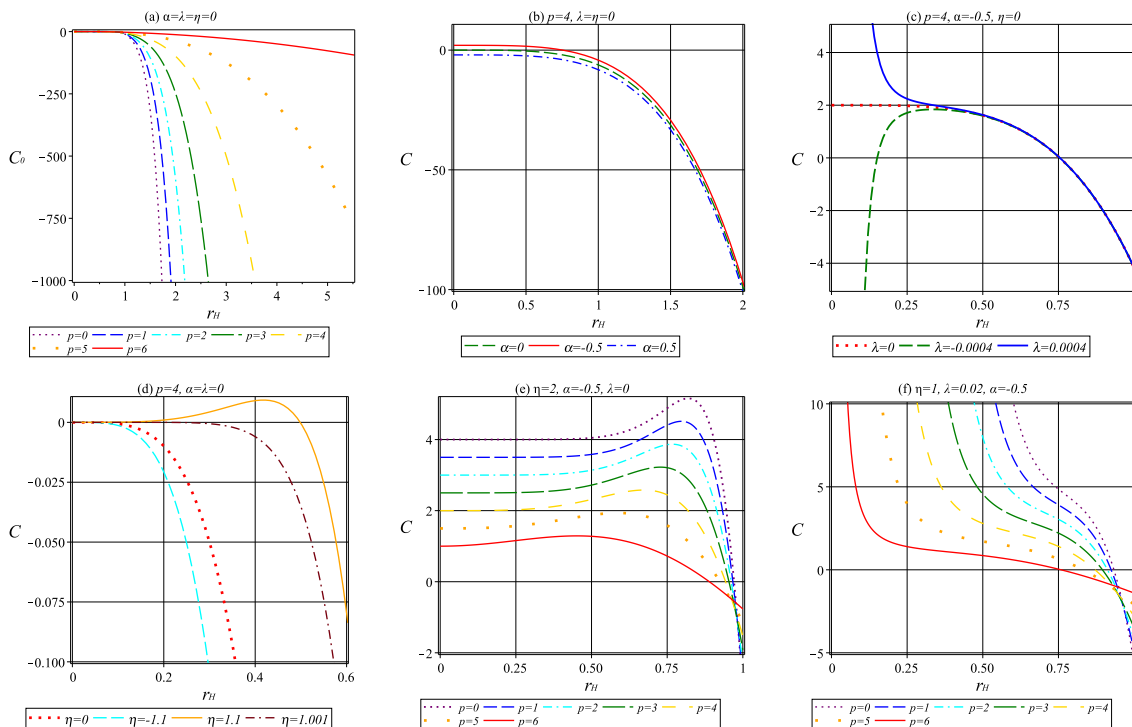 (a) α=λ=η=0
0
−250
C₀
−500
−750
−1000
0 1 2 3 4 5
r_H
p=0 p=1 p=2 p=3 p=4
p=5 p=6
(b) p=4, λ=η=0
0
C
−50
−100
0 0.5 1 1.5 2
r_H
α=0 α=-0.5 α=0.5
(c) p=4, α=-0.5, η=0
4
2
C
0
−2
−4
0 0.25 0.50 0.75
r_H
λ=0 λ=-0.0004 λ=0.0004
(d) p=4, α=λ=0
0
−0.025
C
−0.050
−0.075
−0.100
0 0.2 0.4 0.6
r_H
η=0 η=-1.1 η=1.1 η=1.001
(e) η=2, α=-0.5, λ=0
4
2
C
0
−2
0 0.25 0.50 0.75 1
r_H
p=0 p=1 p=2 p=3 p=4
p=5 p=6
(f) η=1, λ=0.02, α=-0.5
10
5
C
0
−5
0 0.25 0.50 0.75
r_H
p=0 p=1 p=2 p=3 p=4
p=5 p=6